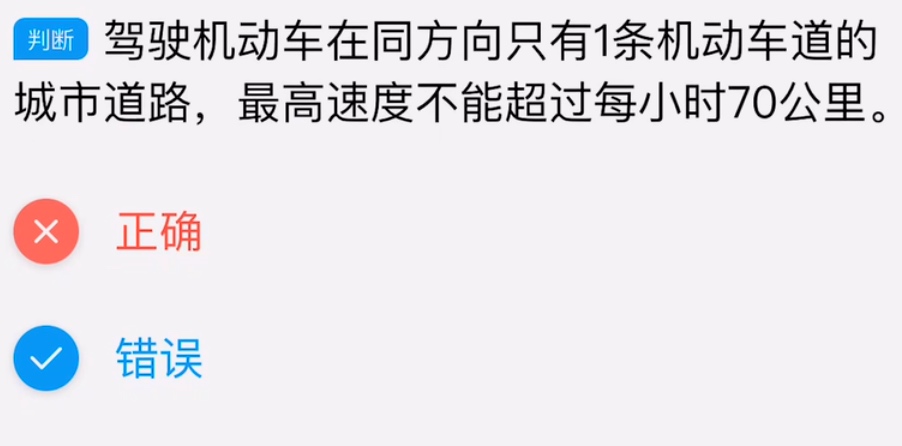 判断 驾驶机动车在同方向只有1条机动车道的
城市道路，最高速度不能超过每小时70公里。
正确
错误